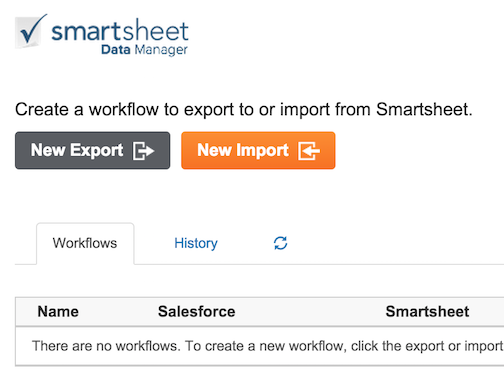 smartsheet
Data Manager
Create a workflow to export to or import from Smartsheet.
New Export New Import
Workflows History
Name Salesforce Smartsheet
There are no workflows. To create a new workflow, click the export or import